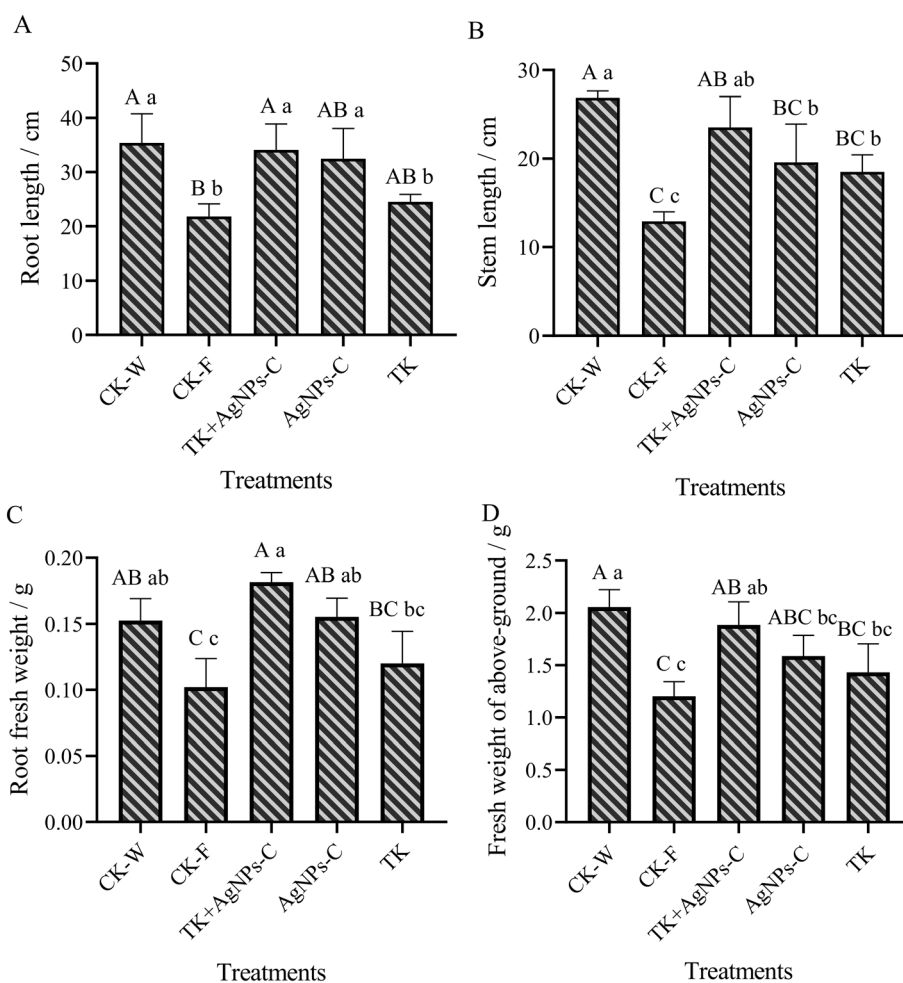 A
Root length / cm
50
40
30
20
10
0
A a
B b
A a
AB a
AB b
CK-W
CK-F
TK+AgNPs-C
AgNPs-C
TK
Treatments
B
Stem length / cm
30
20
10
0
A a
C c
AB ab
BC b
BC b
CK-W
CK-F
TK+AgNPs-C
AgNPs-C
TK
Treatments
C
Root fresh weight / g
0.20
0.15
0.10
0.05
0.00
AB ab
C c
A a
AB ab
BC bc
CK-W
CK-F
TK+AgNPs-C
AgNPs-C
TK
Treatments
D
Fresh weight of above-ground / g
2.5
2.0
1.5
1.0
0.5
0.0
A a
C c
AB ab
ABC bc
BC bc
CK-W
CK-F
TK+AgNPs-C
AgNPs-C
TK
Treatments